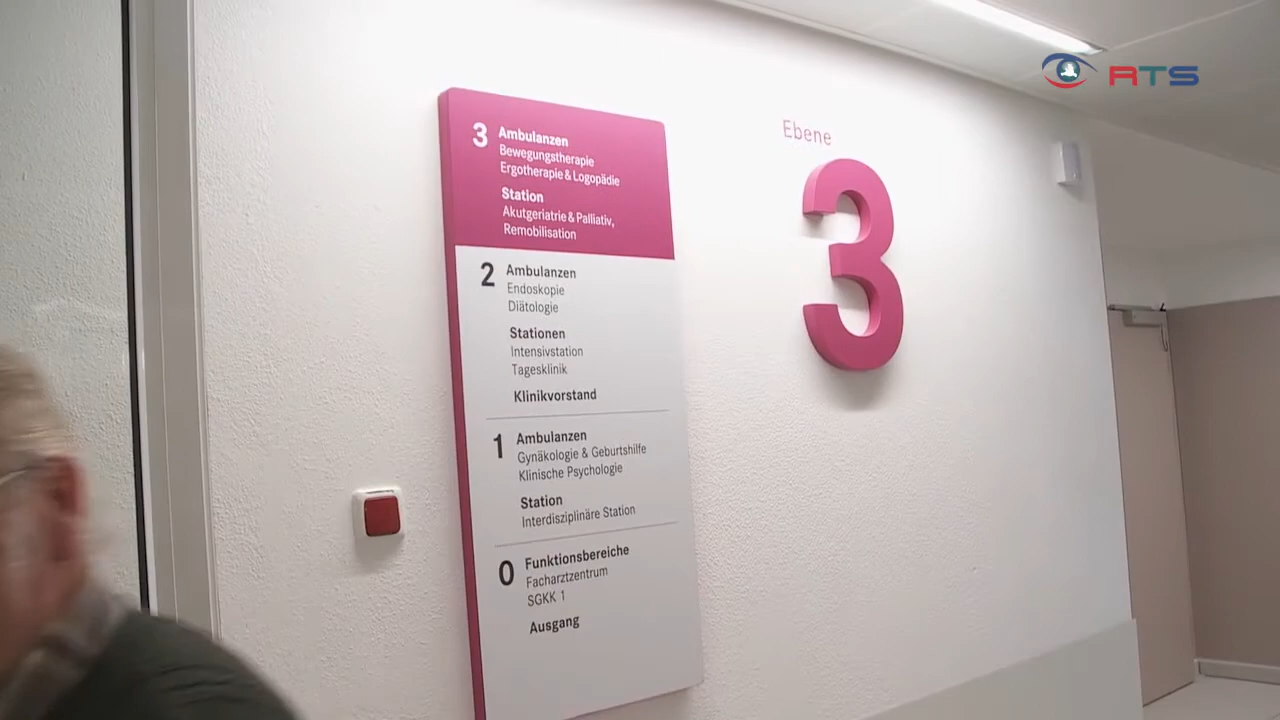 RTS
Ebene
3
3 Ambulanzen
Bewegungstherapie
Ergotherapie & Logopädie
Station
Akutgeriatrie & Palliativ,
Remobilisation
2 Ambulanzen
Endoskopie
Diätologie
Stationen
Intensivstation
Tagesklinik
Klinikvorstand
1 Ambulanzen
Gynäkologie & Geburtshilfe
Klinische Psychologie
Station
Interdisziplinäre Station
0 Funktionsbereiche
Facharztzentrum
SGKK 1
Ausgang